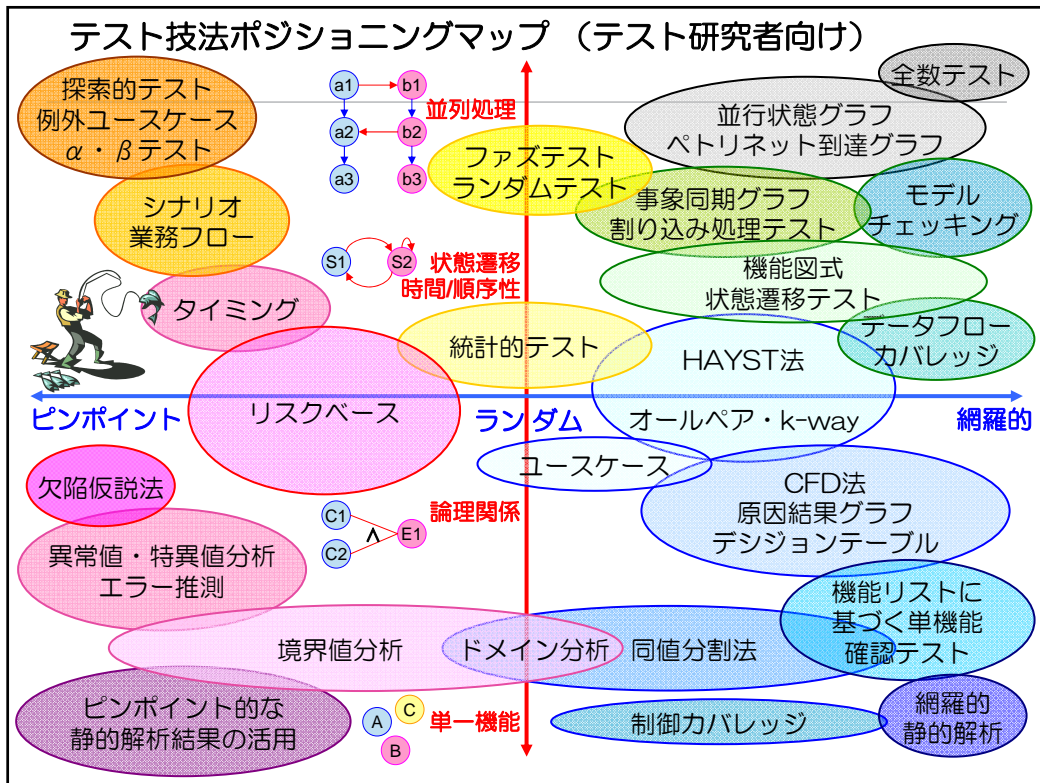 テスト技法ポジショニングマップ （テスト研究者向け）
探索的テスト
例外ユースケース
α・βテスト
a1
b1
並列処理
a2
b2
a3
b3
ファズテスト
ランダムテスト
全数テスト
並行状態グラフ
ペトリネット到達グラフ
シナリオ
業務フロー
事象同期グラフ
割り込み処理テスト
モデル
チェッキング
S1
S2
状態遷移
時間/順序性
機能図式
状態遷移テスト
タイミング
統計的テスト
データフロー
カバレッジ
HAYST法
ピンポイント
リスクベース
ランダム
オールペア・k-way
網羅的
ユースケース
欠陥仮説法
C1
C2
∧
E1
論理関係
CFD法
原因結果グラフ
デシジョンテーブル
異常値・特異値分析
エラー推測
機能リストに
基づく単機能
確認テスト
境界値分析
ドメイン分析
同値分割法
ピンポイント的な
静的解析結果の活用
A
C
B
単一機能
制御カバレッジ
網羅的
静的解析